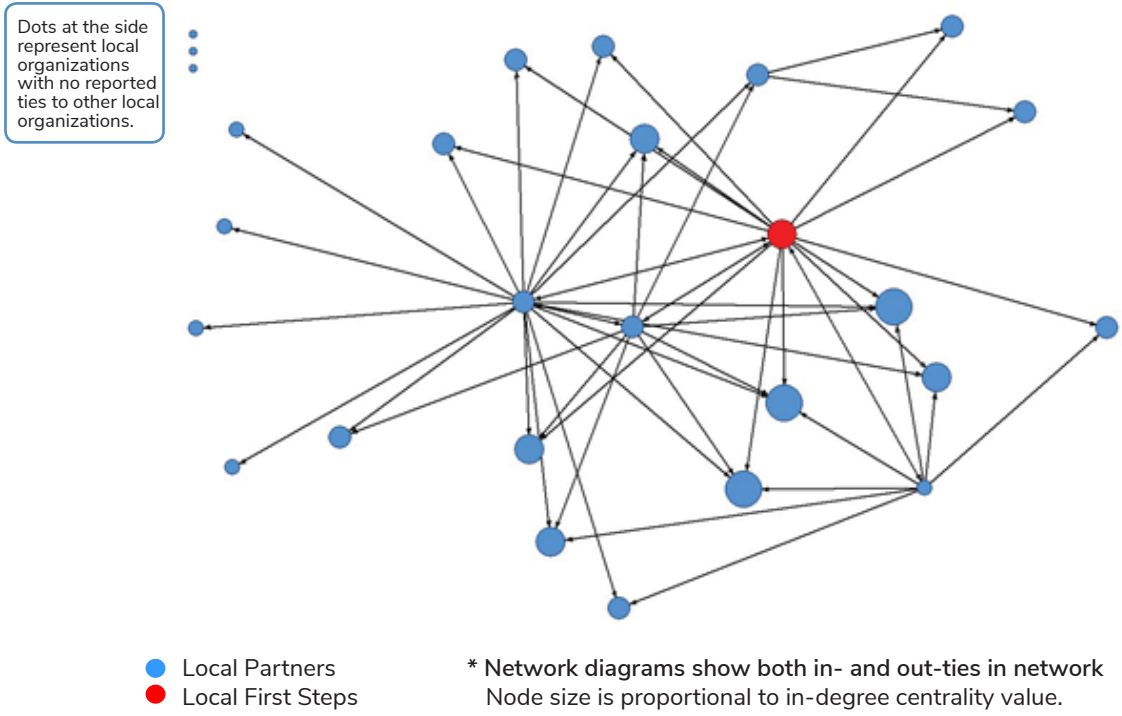 Dots at the side
represent local
organizations
with no reported
ties to other local
organizations.
Local Partners
Local First Steps
* Network diagrams show both in- and out-ties in network
Node size is proportional to in-degree centrality value.